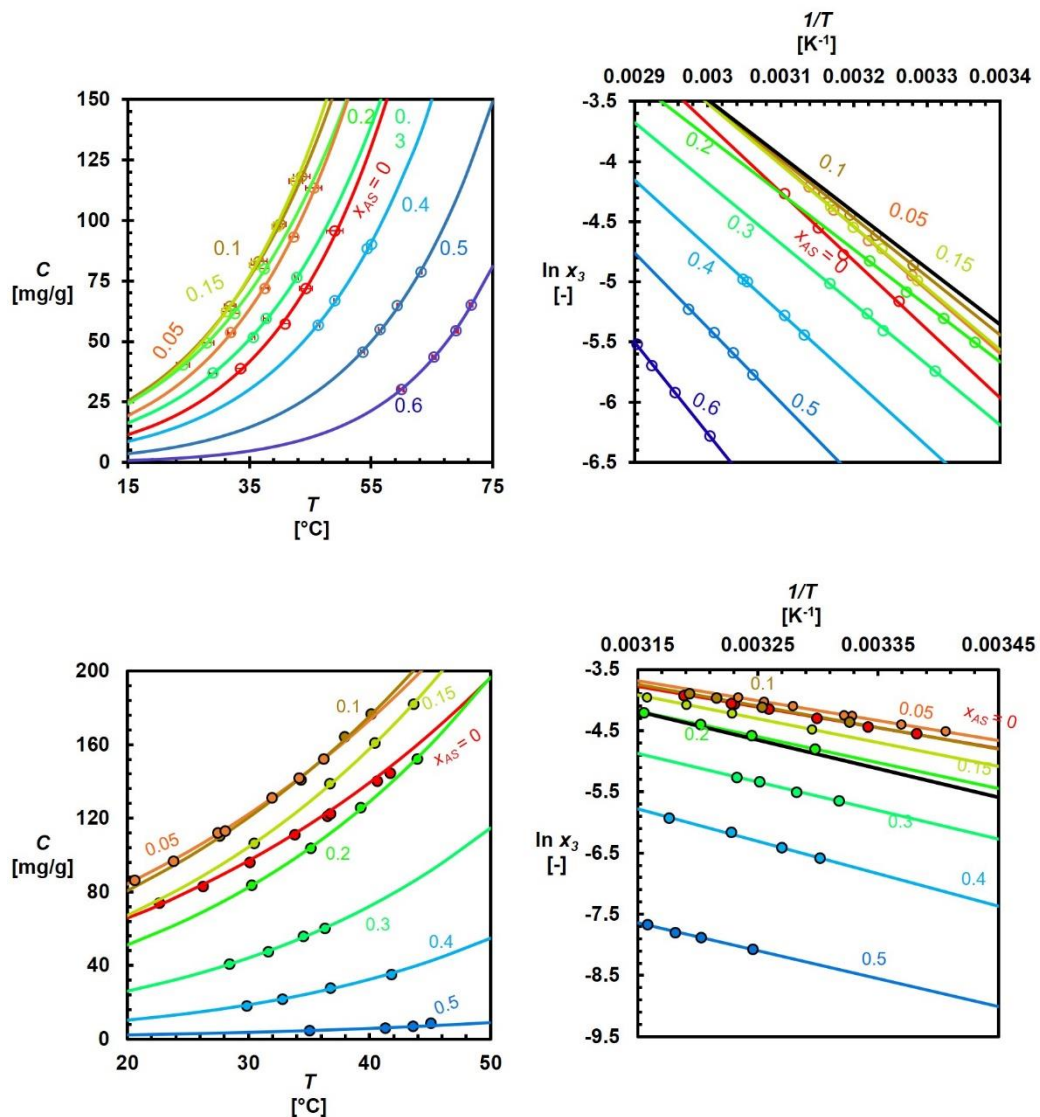 1/T
[K⁻¹]
0.0029 0.003 0.0031 0.0032 0.0033 0.0034
150
125
100
75
50
25
0
C
[mg/g]
15 35 55 75
T
[°C]
0.05
0.15
0.1
0.2
0.
3
x_AS = 0
0.4
0.5
0.6
-3.5
-4
-4.5
-5
-5.5
-6
-6.5
ln x₃
[-]
0.2
0.1
0.05
0.15
x_AS = 0
0.3
0.4
0.5
0.6
1/T
[K⁻¹]
0.00315 0.00325 0.00335 0.00345
200
160
120
80
40
0
C
[mg/g]
20 30 40 50
T
[°C]
0.05
0.1
0.15
x_AS = 0
0.2
0.3
0.4
0.5
-3.5
-4.5
-5.5
-6.5
-7.5
-8.5
-9.5
ln x₃
[-]
0.1
0.05
x_AS = 0
0.2
0.15
0.3
0.4
0.5